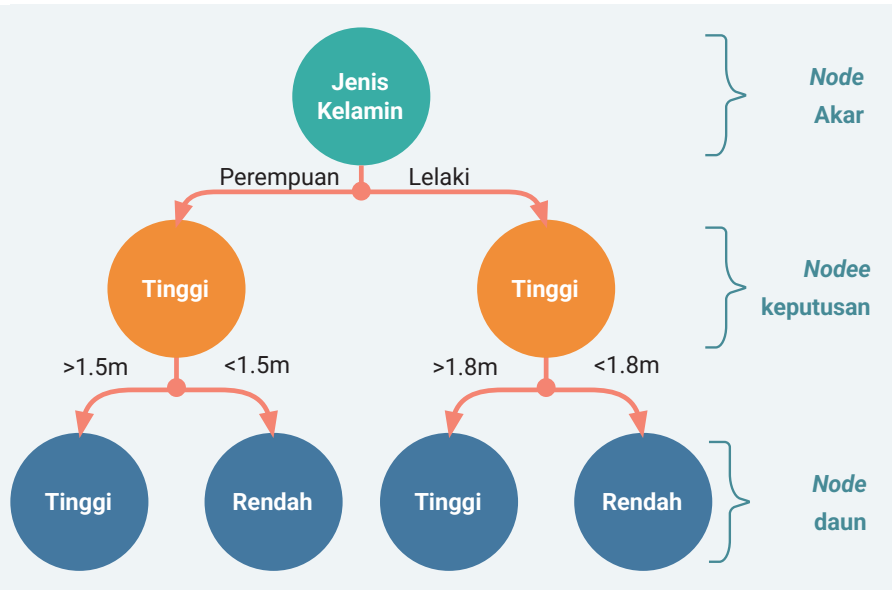 Jenis
Kelamin
Node
Akar
Perempuan
Lelaki
Tinggi
Tinggi
Nodee
keputusan
>1.5m
<1.5m
>1.8m
<1.8m
Tinggi
Rendah
Tinggi
Rendah
Node
daun